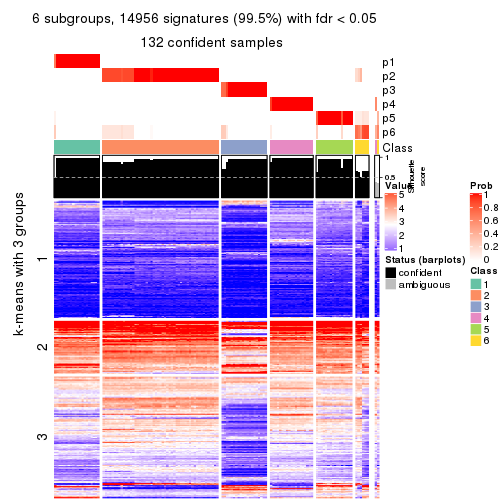 6 subgroups, 14956 signatures (99.5%) with fdr < 0.05
132 confident samples
p1
p2
p3
p4
p5
p6
Class
1
0.5
0
Silhouette
score
k-means with 3 groups
1
2
3
Value
5
4
3
2
1
Status (barplots)
confident
ambiguous
Prob
1
0.8
0.6
0.4
0.2
0
Class
1
2
3
4
5
6